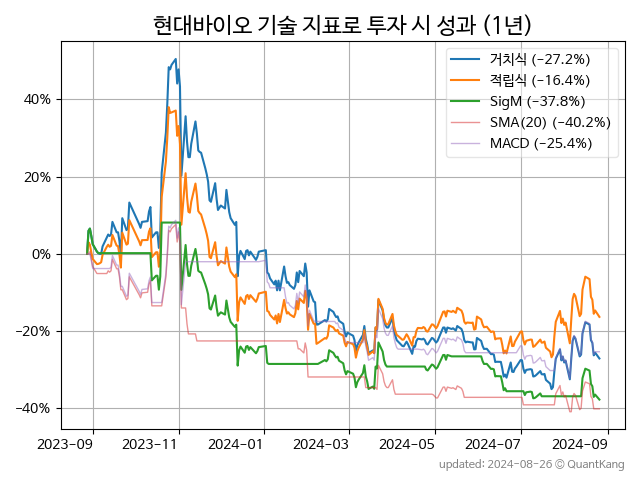 현대바이오 기술 지표로 투자 시 성과 (1년)
거치식 (−27.2%)
적립식 (−16.4%)
SigM (−37.8%)
SMA(20) (−40.2%)
MACD (−25.4%)
40%
20%
0%
−20%
−40%
2023−09 2023−11 2024−01 2024−03 2024−05 2024−07 2024−09
updated: 2024−08−26 © QuantKang